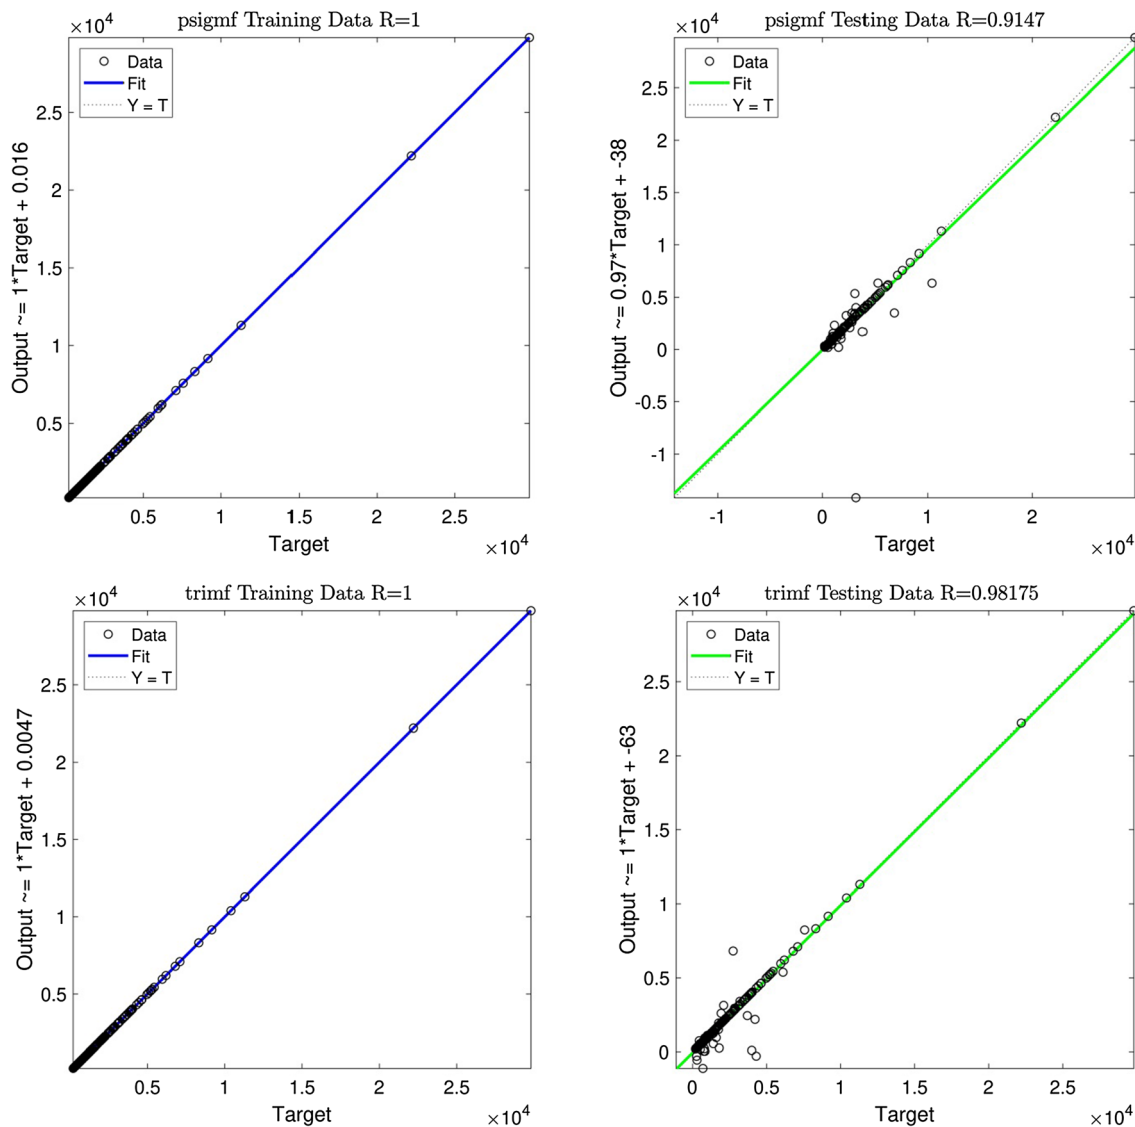 psigmf Training Data R=1
×10⁴
Data
Fit
Y = T
2.5
2
1.5
1
0.5
Output ~= 1*Target + 0.016
0.5 1 1.5 2 2.5
Target
×10⁴
psigmf Testing Data R=0.9147
×10⁴
Data
Fit
Y = T
2.5
2
1.5
1
0.5
0
-0.5
-1
Output ~= 0.97*Target + -38
-1 0 1 2
Target
×10⁴
trimf Training Data R=1
×10⁴
Data
Fit
Y = T
2.5
2
1.5
1
0.5
Output ~= 1*Target + 0.0047
0.5 1 1.5 2 2.5
Target
×10⁴
trimf Testing Data R=0.98175
×10⁴
Data
Fit
Y = T
2.5
2
1.5
1
0.5
0
Output ~= 1*Target + -63
0 0.5 1 1.5 2 2.5
Target
×10⁴